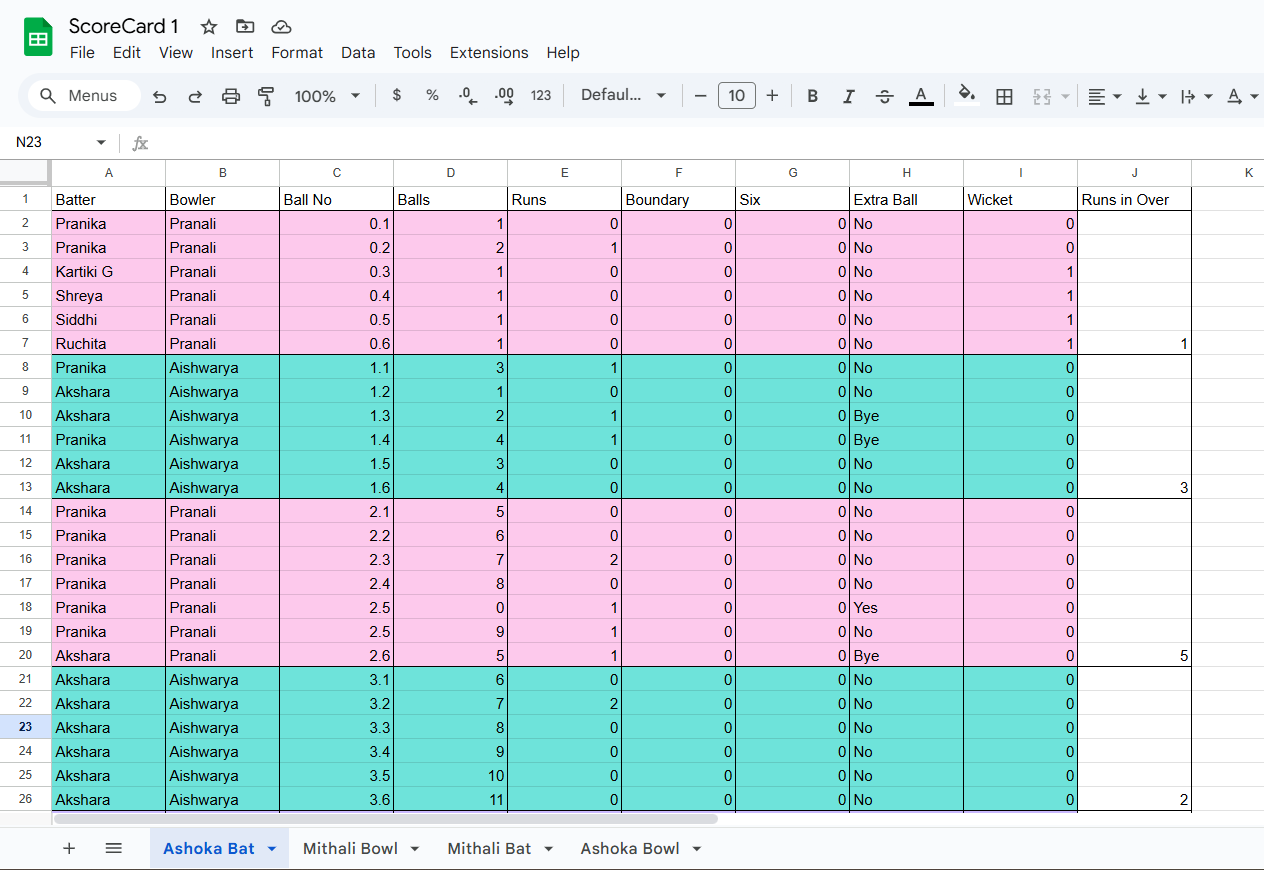 ScoreCard 1
File Edit View Insert Format Data Tools Extensions Help
Menus 100% $ % .0 .00 123 Defaul... − 10 + B I S A A
N23 fx
A B C D E F G H I J K
1 Batter Bowler Ball No Balls Runs Boundary Six Extra Ball Wicket Runs in Over
2 Pranika Pranali 0.1 1 0 0 0 No 0
3 Pranika Pranali 0.2 2 1 0 0 No 0
4 Kartiki G Pranali 0.3 1 0 0 0 No 1
5 Shreya Pranali 0.4 1 0 0 0 No 1
6 Siddhi Pranali 0.5 1 0 0 0 No 1
7 Ruchita Pranali 0.6 1 0 0 0 No 1 1
8 Pranika Aishwarya 1.1 3 1 0 0 No 0
9 Akshara Aishwarya 1.2 1 0 0 0 No 0
10 Akshara Aishwarya 1.3 2 1 0 0 Bye 0
11 Pranika Aishwarya 1.4 4 1 0 0 Bye 0
12 Akshara Aishwarya 1.5 3 0 0 0 No 0
13 Akshara Aishwarya 1.6 4 0 0 0 No 0 3
14 Pranika Pranali 2.1 5 0 0 0 No 0
15 Pranika Pranali 2.2 6 0 0 0 No 0
16 Pranika Pranali 2.3 7 2 0 0 No 0
17 Pranika Pranali 2.4 8 0 0 0 No 0
18 Pranika Pranali 2.5 0 1 0 0 Yes 0
19 Pranika Pranali 2.5 9 1 0 0 No 0
20 Akshara Pranali 2.6 5 1 0 0 Bye 0 5
21 Akshara Aishwarya 3.1 6 0 0 0 No 0
22 Akshara Aishwarya 3.2 7 2 0 0 No 0
23 Akshara Aishwarya 3.3 8 0 0 0 No 0
24 Akshara Aishwarya 3.4 9 0 0 0 No 0
25 Akshara Aishwarya 3.5 10 0 0 0 No 0
26 Akshara Aishwarya 3.6 11 0 0 0 No 0 2
+ Ashoka Bat Mithali Bowl Mithali Bat Ashoka Bowl